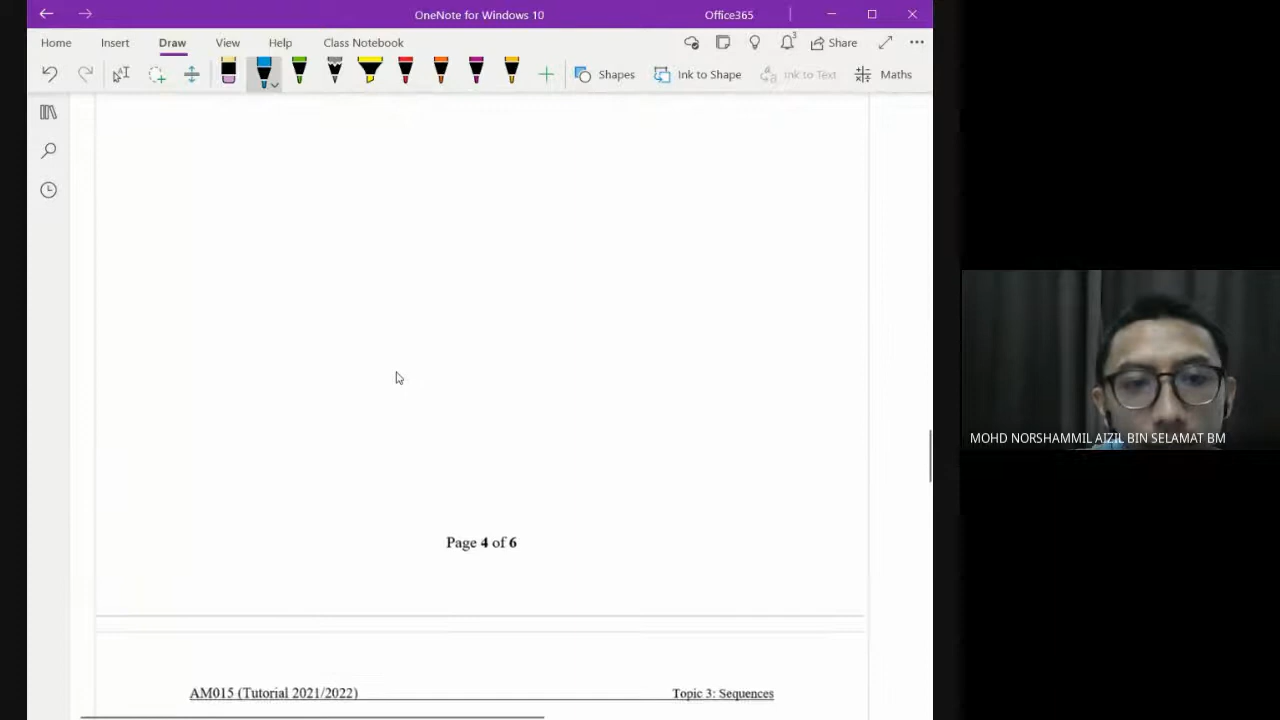 OneNote for Windows 10
Office365
Home Insert Draw View Help Class Notebook
3
Share
Shapes Ink to Shape Ink to Text Maths
Page 4 of 6
MOHD NORSHAMMIL AIZIL BIN SELAMAT BM
AM015 (Tutorial 2021/2022) Topic 3: Sequences